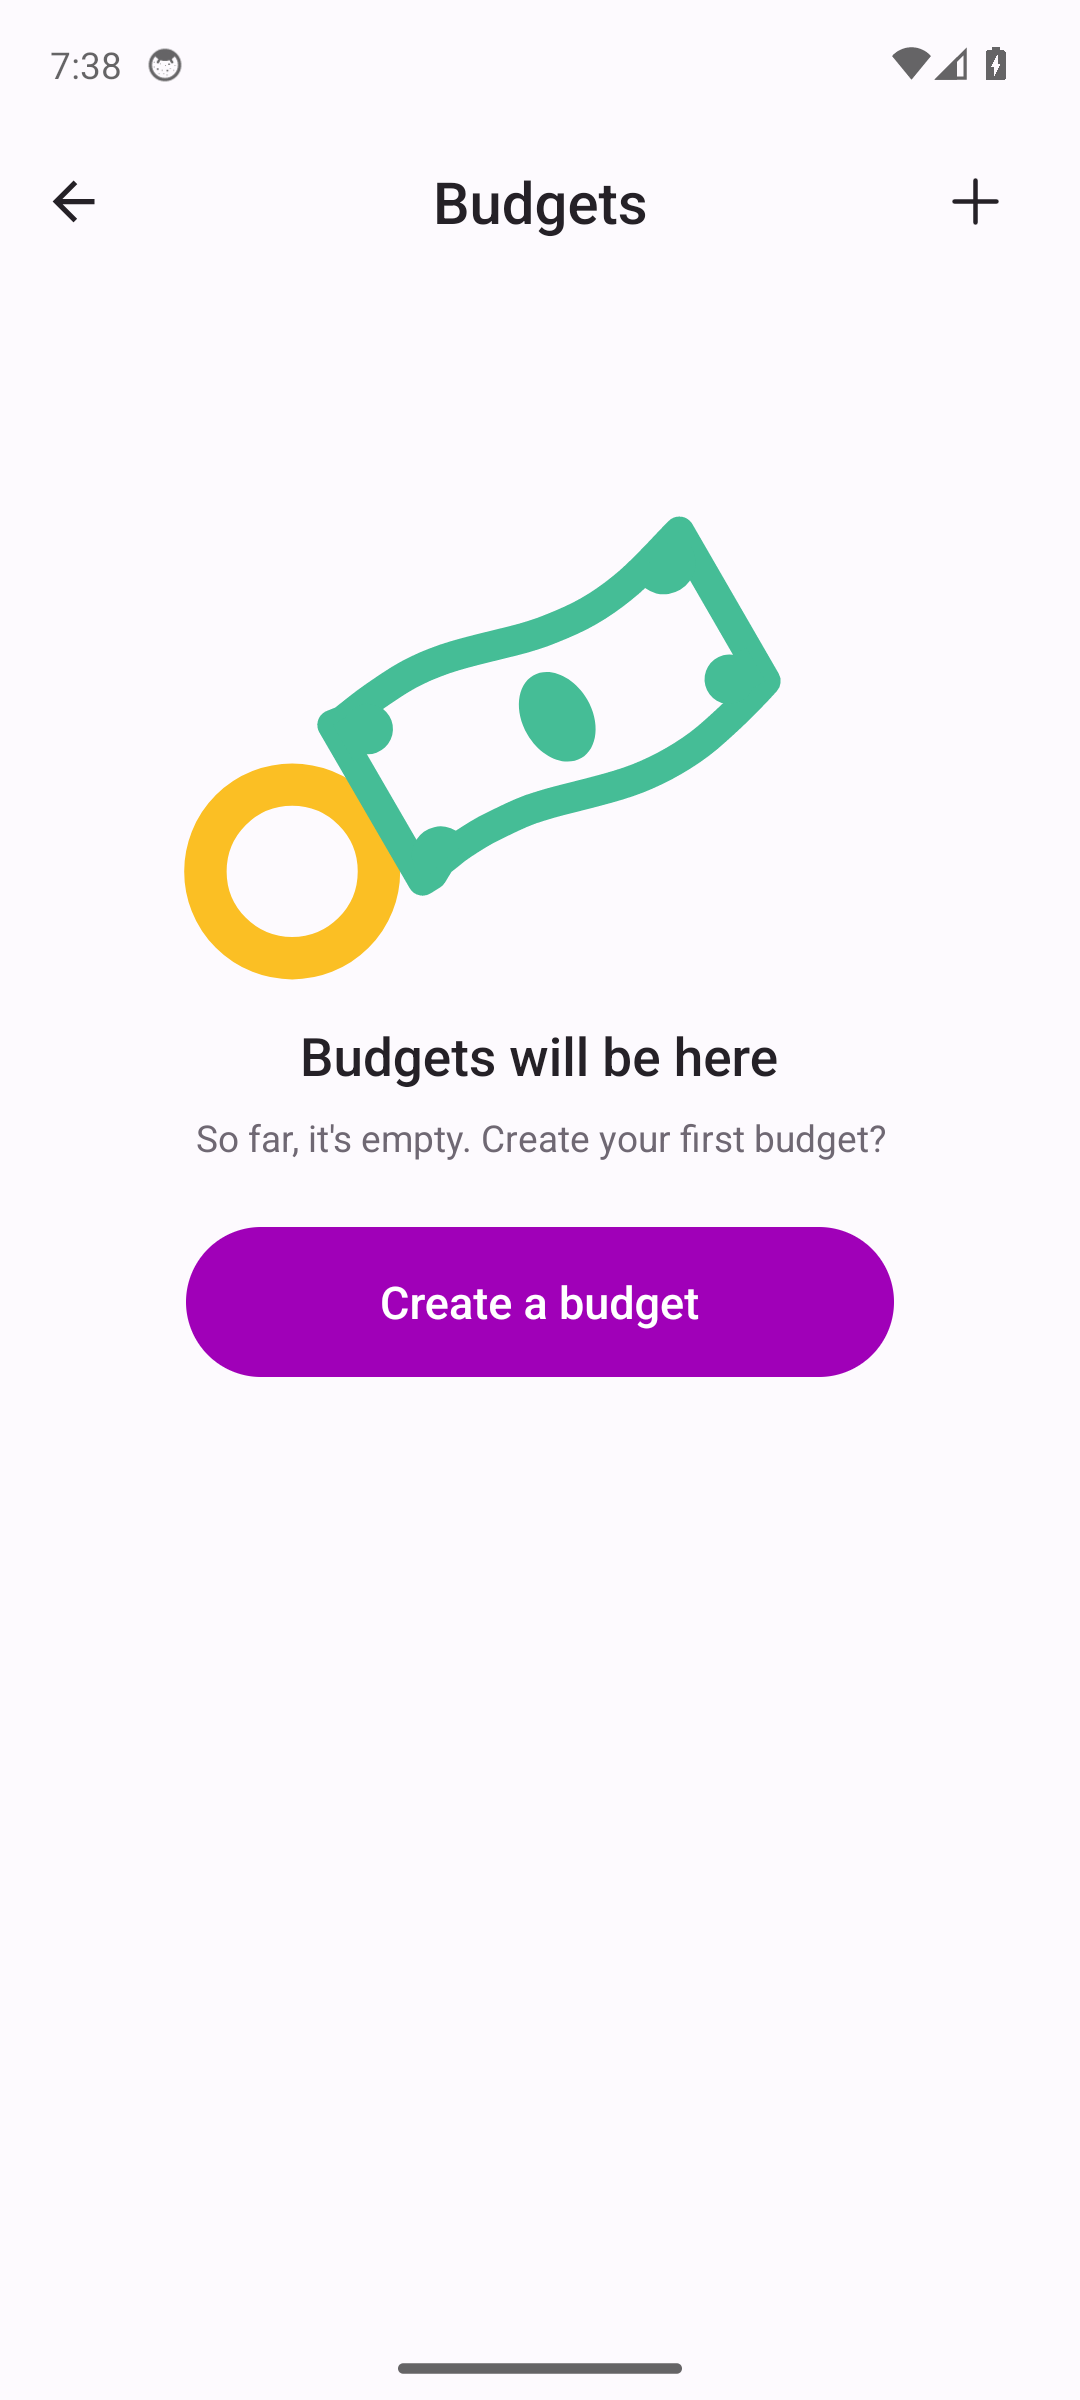 7:38
Budgets
Budgets will be here
So far, it's empty. Create your first budget?
Create a budget